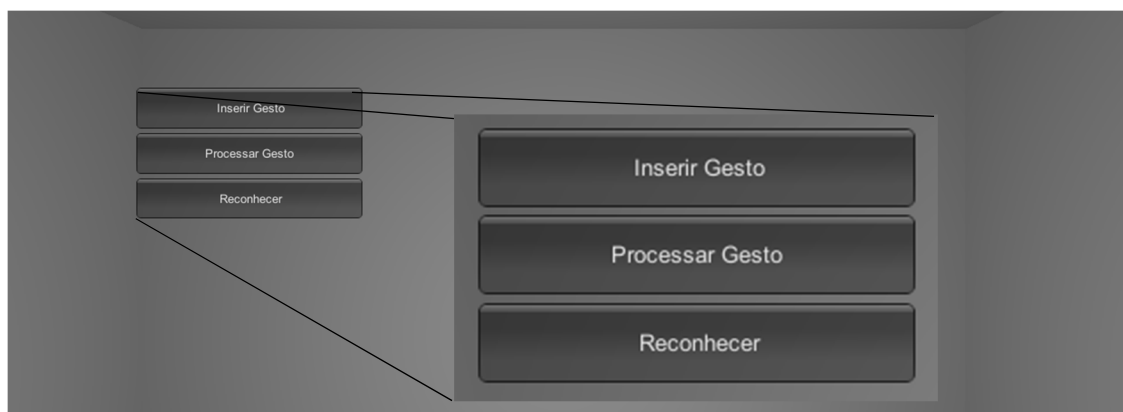 Inserir Gesto
Processar Gesto
Reconhecer
Inserir Gesto
Processar Gesto
Reconhecer